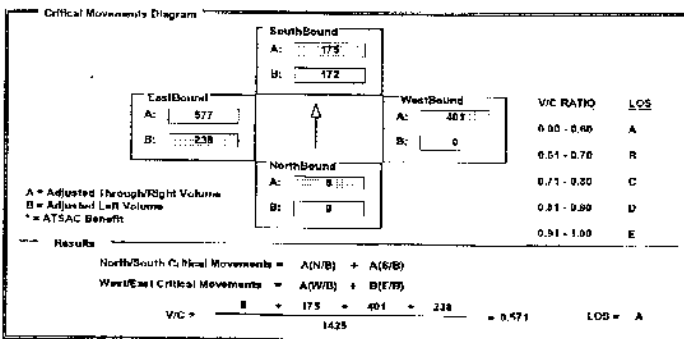 Critical Movements Diagram
SouthBound
A: 175
B: 172
EastBound
A: 577
B: 238
WestBound
A: 401
B: 0
NorthBound
A:
B: 0
V/C RATIO LOS
0.00 - 0.60 A
0.61 - 0.70 B
0.71 - 0.80 C
0.81 - 0.90 D
0.91 - 1.00 E
A = Adjusted Through/Right Volume
B = Adjusted Left Volume
* = ATSAC Benefit
Results
North/South Critical Movements = A(N/B) + A(S/B)
West/East Critical Movements = A(W/B) + B(E/B)
V/C = + 175 + 401 + 238 = 0.571 LOS = A
1425